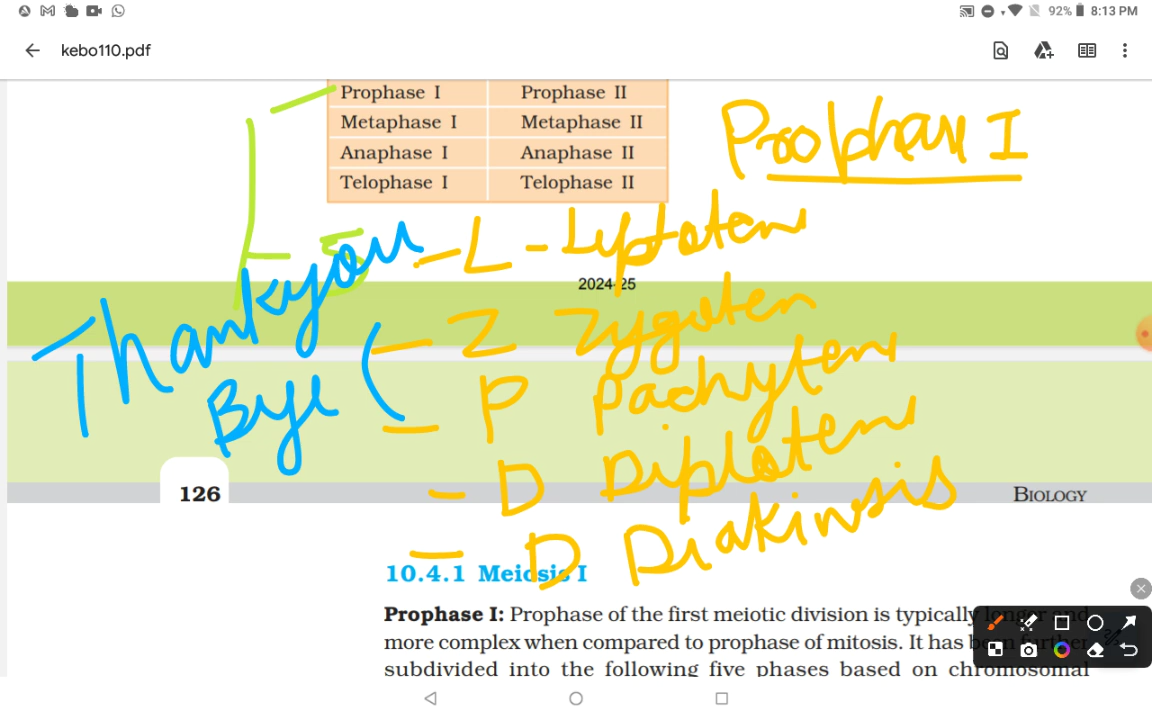 92% 8:13 PM
kebo110.pdf
Prophase I Prophase II
Metaphase I Metaphase II
Anaphase I Anaphase II
Telophase I Telophase II
Proophase I
5
- L - Leptoten
2024-25
- Z Zygoten
Thankyou
Bye
- P Pachyten
- D Diploten
126 BIOLOGY
- D Diakinsis
10.4.1 Meiosis I
Prophase I: Prophase of the first meiotic division is typically longer and
more complex when compared to prophase of mitosis. It has been further
subdivided into the following five phases based on chromosomal